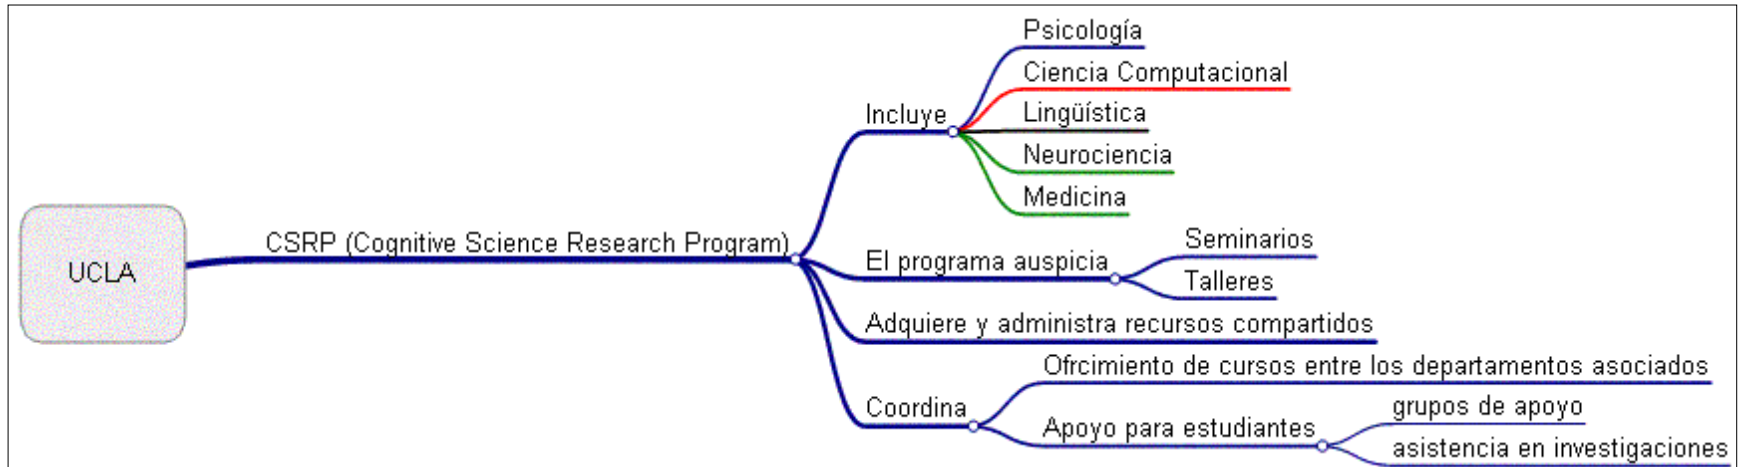 UCLA
CSRP (Cognitive Science Research Program)
Incluye
Psicología
Ciencia Computacional
Lingüística
Neurociencia
Medicina
El programa auspicia
Seminarios
Talleres
Adquiere y administra recursos compartidos
Coordina
Ofrcimiento de cursos entre los departamentos asociados
Apoyo para estudiantes
grupos de apoyo
asistencia en investigaciones